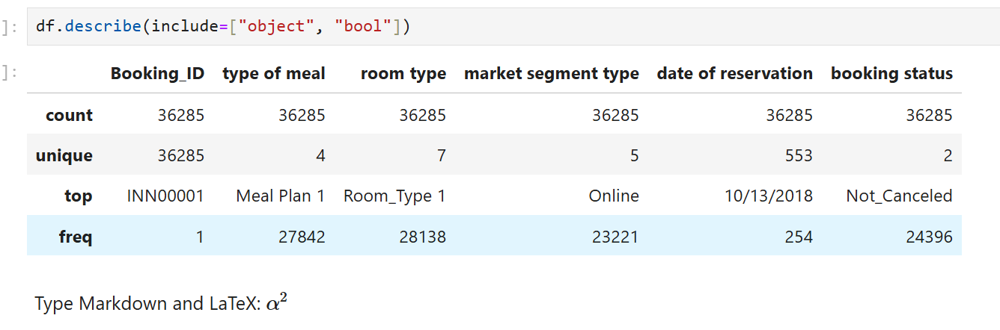 ]: df.describe(include=["object", "bool"])
]: Booking_ID type of meal room type market segment type date of reservation booking status
count 36285 36285 36285 36285 36285 36285
unique 36285 4 7 5 553 2
top INN00001 Meal Plan 1 Room_Type 1 Online 10/13/2018 Not_Canceled
freq 1 27842 28138 23221 254 24396
Type Markdown and LaTeX: α²